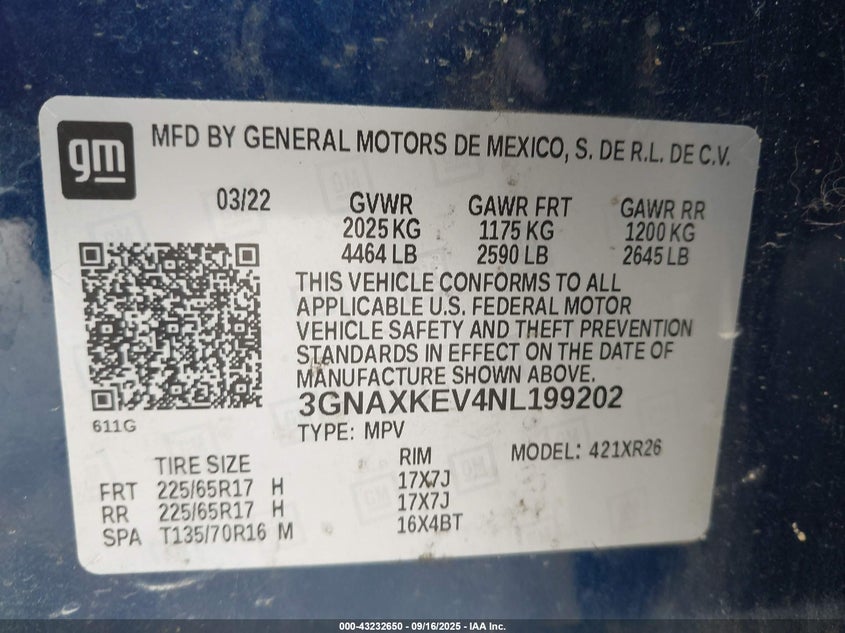 gm
MFD BY GENERAL MOTORS DE MEXICO, S. DE R.L. DE C.V.
03/22 GVWR GAWR FRT GAWR RR
2025 KG 1175 KG 1200 KG
4464 LB 2590 LB 2645 LB
THIS VEHICLE CONFORMS TO ALL
APPLICABLE U.S. FEDERAL MOTOR
VEHICLE SAFETY AND THEFT PREVENTION
STANDARDS IN EFFECT ON THE DATE OF
MANUFACTURE SHOWN ABOVE.
3GNAXKEV4NL199202
611G
TYPE: MPV MODEL: 421XR26
TIRE SIZE RIM
FRT 225/65R17 H 17X7J
RR 225/65R17 H 17X7J
SPA T135/70R16 M 16X4BT
000-43232650 - 09/16/2025 - IAA Inc.